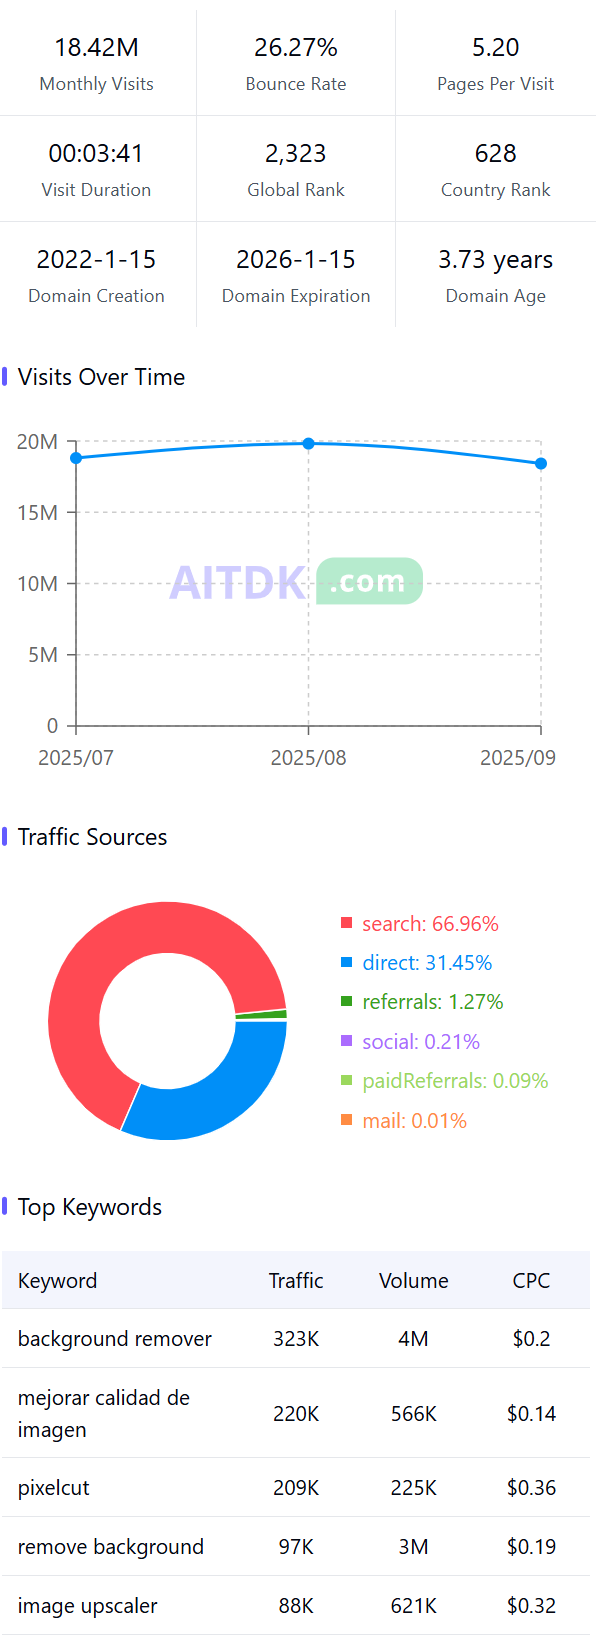 18.42M 26.27% 5.20
Monthly Visits Bounce Rate Pages Per Visit
00:03:41 2,323 628
Visit Duration Global Rank Country Rank
2022-1-15 2026-1-15 3.73 years
Domain Creation Domain Expiration Domain Age
Visits Over Time
20M
15M
10M
AITDK .com
5M
0
2025/07 2025/08 2025/09
Traffic Sources
search: 66.96%
direct: 31.45%
referrals: 1.27%
social: 0.21%
paidReferrals: 0.09%
mail: 0.01%
Top Keywords
Keyword Traffic Volume CPC
background remover 323K 4M $0.2
mejorar calidad de
imagen 220K 566K $0.14
pixelcut 209K 225K $0.36
remove background 97K 3M $0.19
image upscaler 88K 621K $0.32